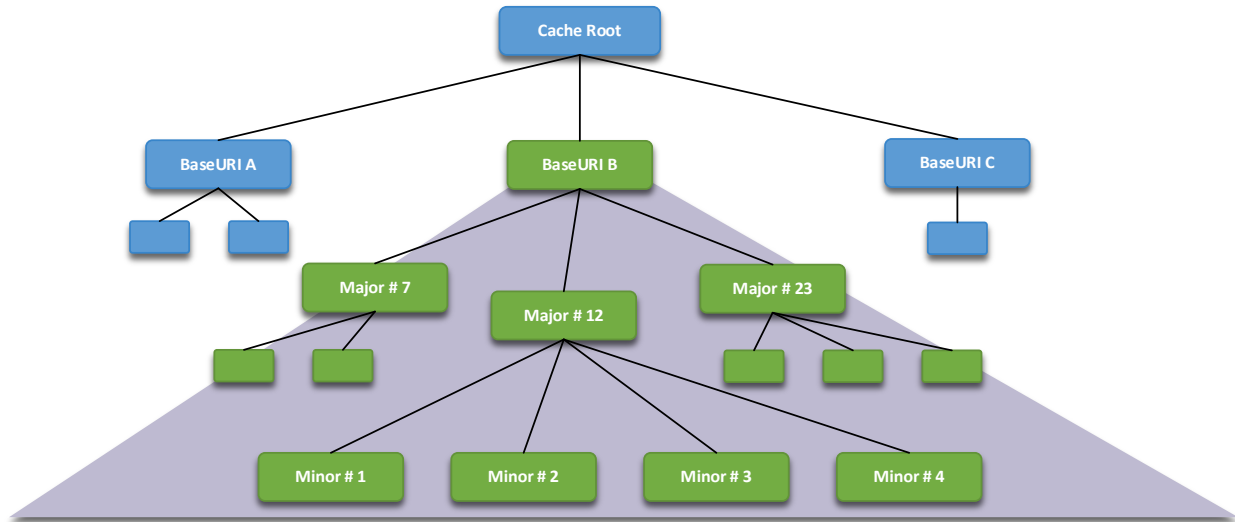 Cache Root
BaseURI A
BaseURI B
BaseURI C
Major # 7
Major # 12
Major # 23
Minor # 1
Minor # 2
Minor # 3
Minor # 4